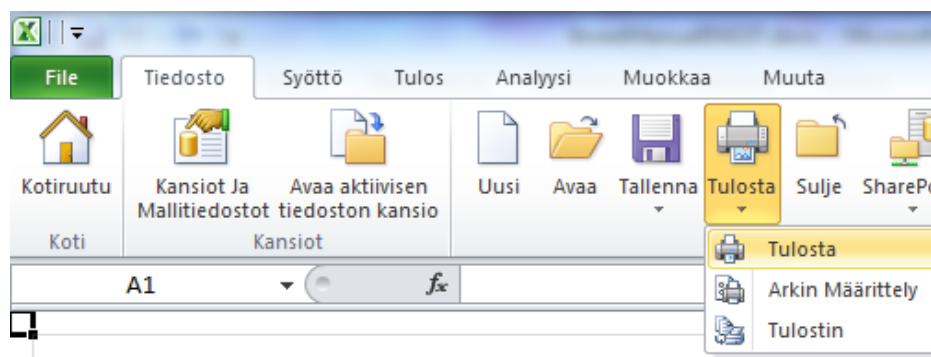 File Tiedosto Syöttö Tulos Analyysi Muokkaa Muuta
Kotiruutu Kansiot Ja Avaa aktiivisen Uusi Avaa Tallenna Tulosta Sulje
Mallitiedostot tiedoston kansio
Koti Kansiot
Tulosta
A1 fx
Arkin Määrittely
Tulostin